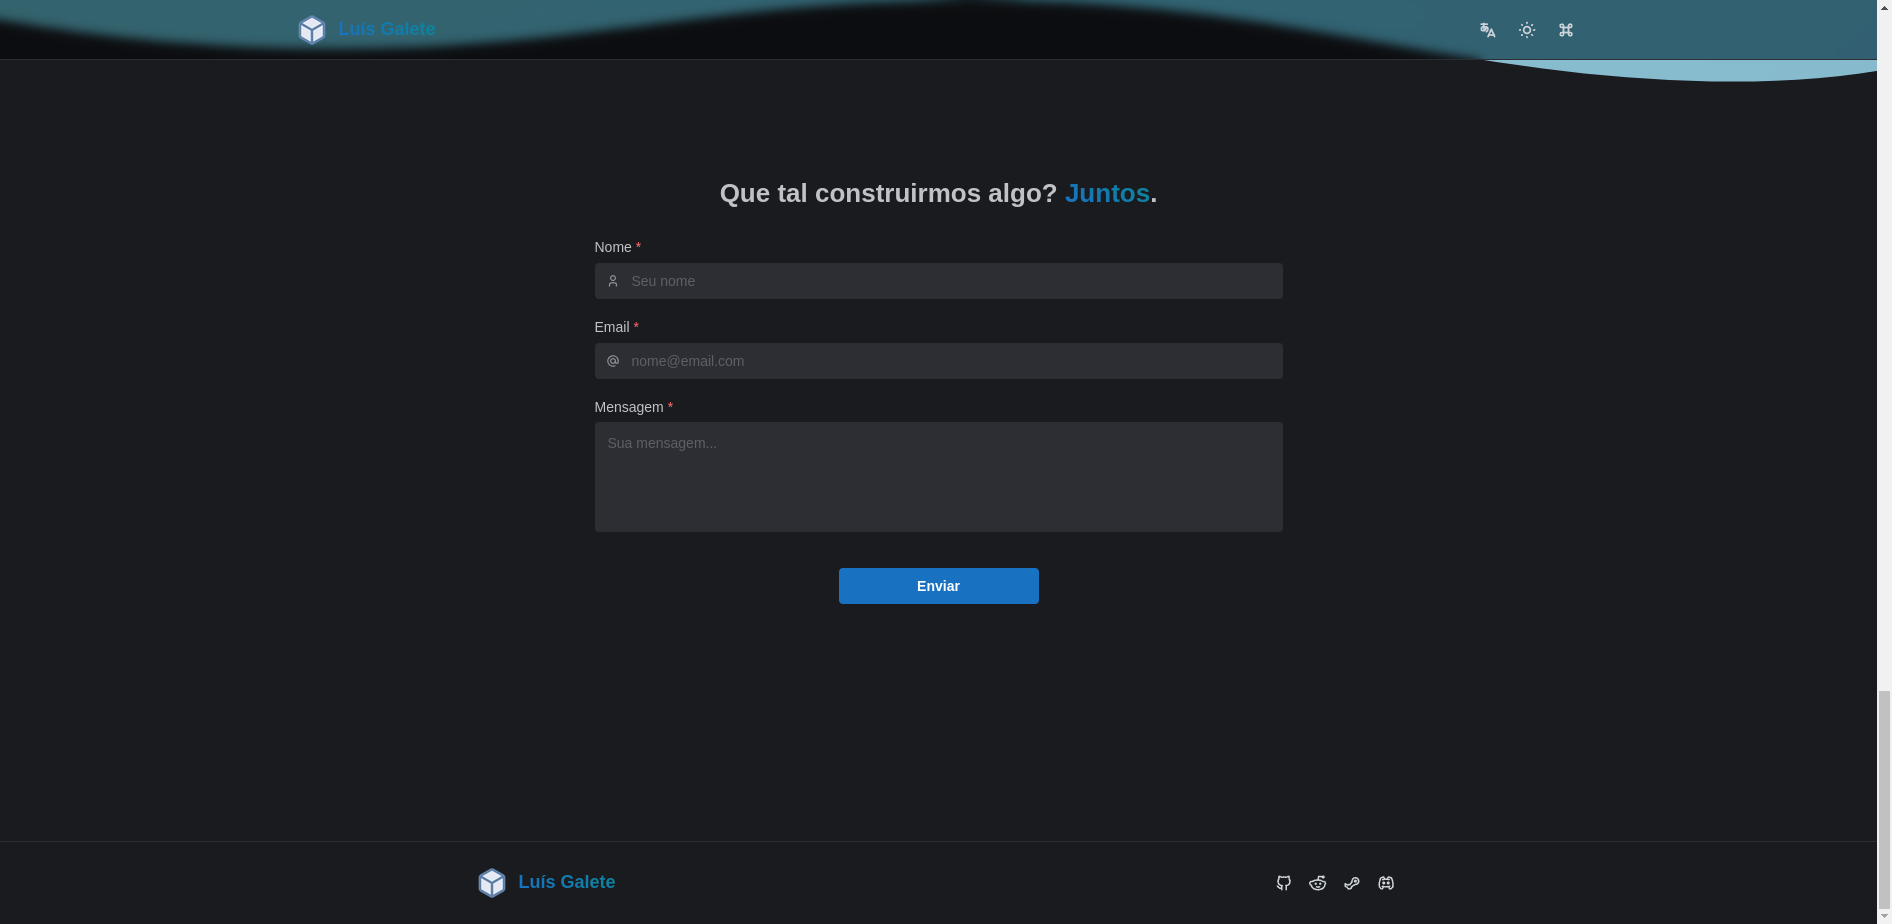 Luís Galete
Que tal construirmos algo? Juntos.
Nome *
Seu nome
Email *
nome@email.com
Mensagem *
Sua mensagem...
Enviar
Luís Galete